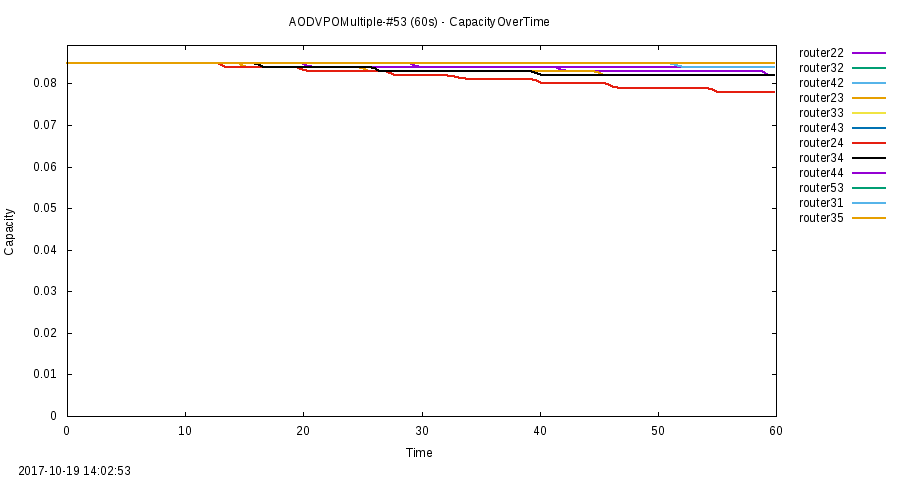 AODVPOMultiple-#53 (60s) - CapacityOverTime
router22
router32
router42
router23
router33
router43
router24
router34
router44
router53
router31
router35
0.08
0.07
0.06
0.05
0.04
0.03
0.02
0.01
0
Capacity
0 10 20 30 40 50 60
Time
2017-10-19 14:02:53